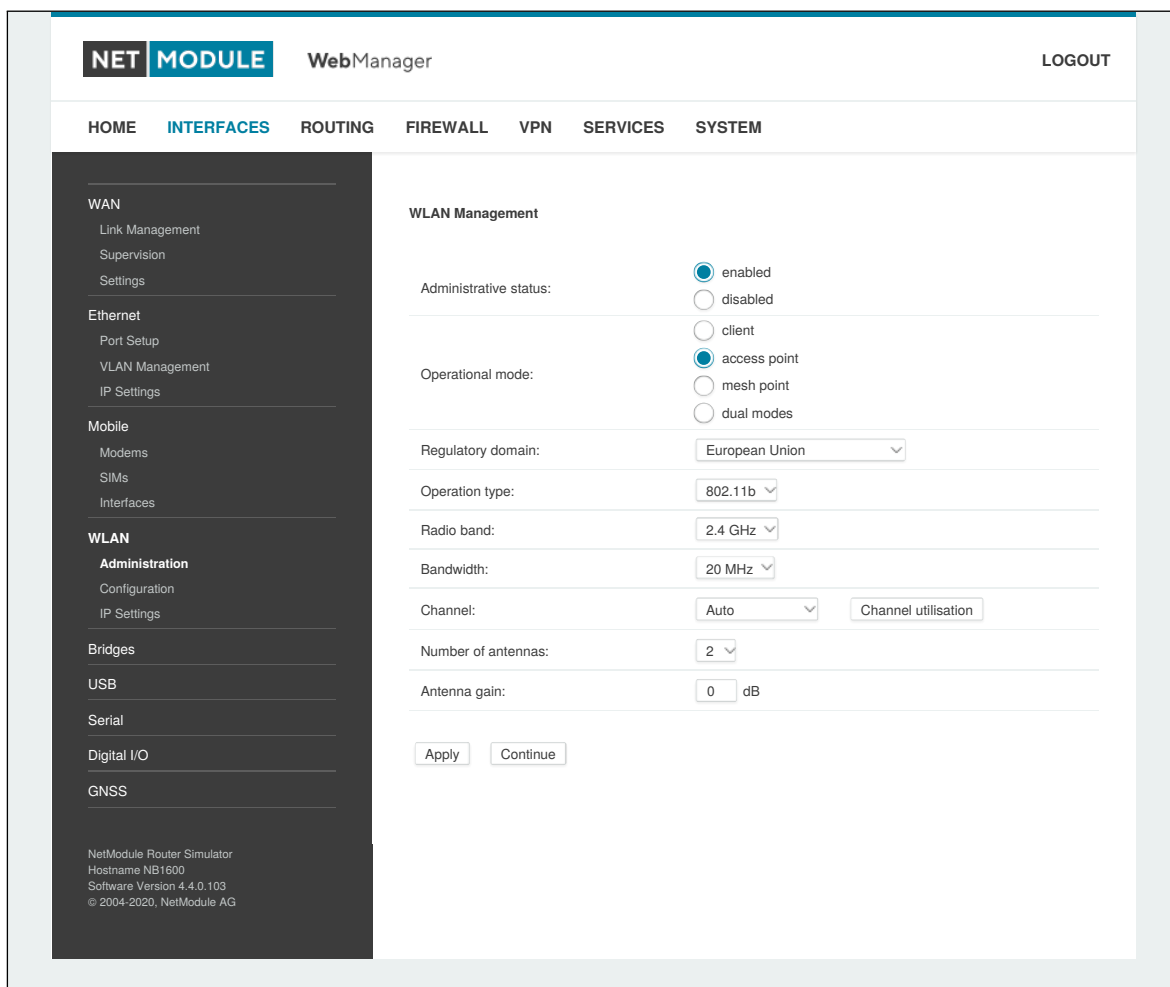 NET MODULE WebManager LOGOUT
HOME INTERFACES ROUTING FIREWALL VPN SERVICES SYSTEM
WAN
Link Management
Supervision
Settings
Ethernet
Port Setup
VLAN Management
IP Settings
Mobile
Modems
SIMs
Interfaces
WLAN
Administration
Configuration
IP Settings
Bridges
USB
Serial
Digital I/O
GNSS
NetModule Router Simulator
Hostname NB1600
Software Version 4.4.0.103
© 2004-2020, NetModule AG
WLAN Management
Administrative status:
enabled
disabled
Operational mode:
client
access point
mesh point
dual modes
Regulatory domain: European Union
Operation type: 802.11b
Radio band: 2.4 GHz
Bandwidth: 20 MHz
Channel: Auto Channel utilisation
Number of antennas: 2
Antenna gain: 0 dB
Apply Continue